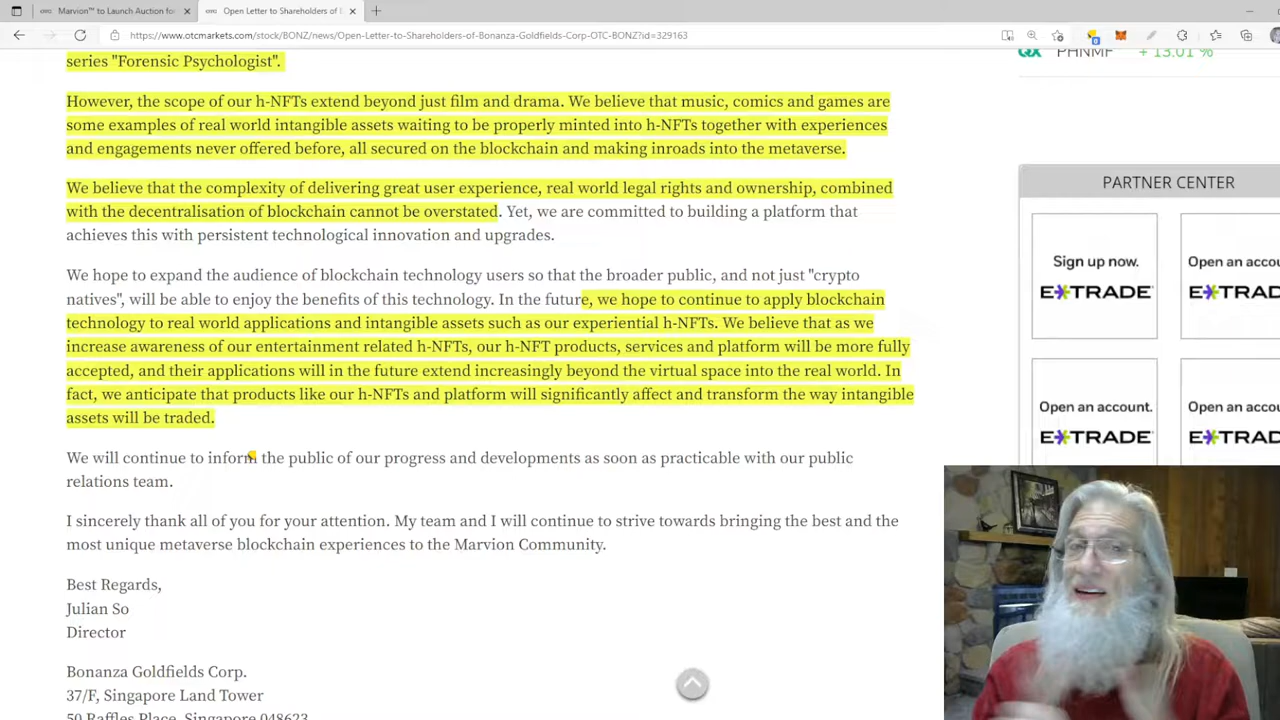 Marvion™ to Launch Auction for
Open Letter to Shareholders of B
https://www.otcmarkets.com/stock/BONZ/news/Open-Letter-to-Shareholders-of-Bonanza-Goldfields-Corp-OTC-BONZ?id=329163
series "Forensic Psychologist".
However, the scope of our h-NFTs extend beyond just film and drama. We believe that music, comics and games are
some examples of real world intangible assets waiting to be properly minted into h-NFTs together with experiences
and engagements never offered before, all secured on the blockchain and making inroads into the metaverse.
We believe that the complexity of delivering great user experience, real world legal rights and ownership, combined
with the decentralisation of blockchain cannot be overstated. Yet, we are committed to building a platform that
achieves this with persistent technological innovation and upgrades.
We hope to expand the audience of blockchain technology users so that the broader public, and not just "crypto
natives", will be able to enjoy the benefits of this technology. In the future, we hope to continue to apply blockchain
technology to real world applications and intangible assets such as our experiential h-NFTs. We believe that as we
increase awareness of our entertainment related h-NFTs, our h-NFT products, services and platform will be more fully
accepted, and their applications will in the future extend increasingly beyond the virtual space into the real world. In
fact, we anticipate that products like our h-NFTs and platform will significantly affect and transform the way intangible
assets will be traded.
We will continue to inform the public of our progress and developments as soon as practicable with our public
relations team.
I sincerely thank all of you for your attention. My team and I will continue to strive towards bringing the best and the
most unique metaverse blockchain experiences to the Marvion Community.
Best Regards,
Julian So
Director
Bonanza Goldfields Corp.
37/F, Singapore Land Tower
50 Raffles Place, Singapore 048623
QX PHNMF + 13.01 %
PARTNER CENTER
Sign up now.
E*TRADE
Open an accou
E*TRA
Open an account.
E*TRADE
Open an accou
E*TRA